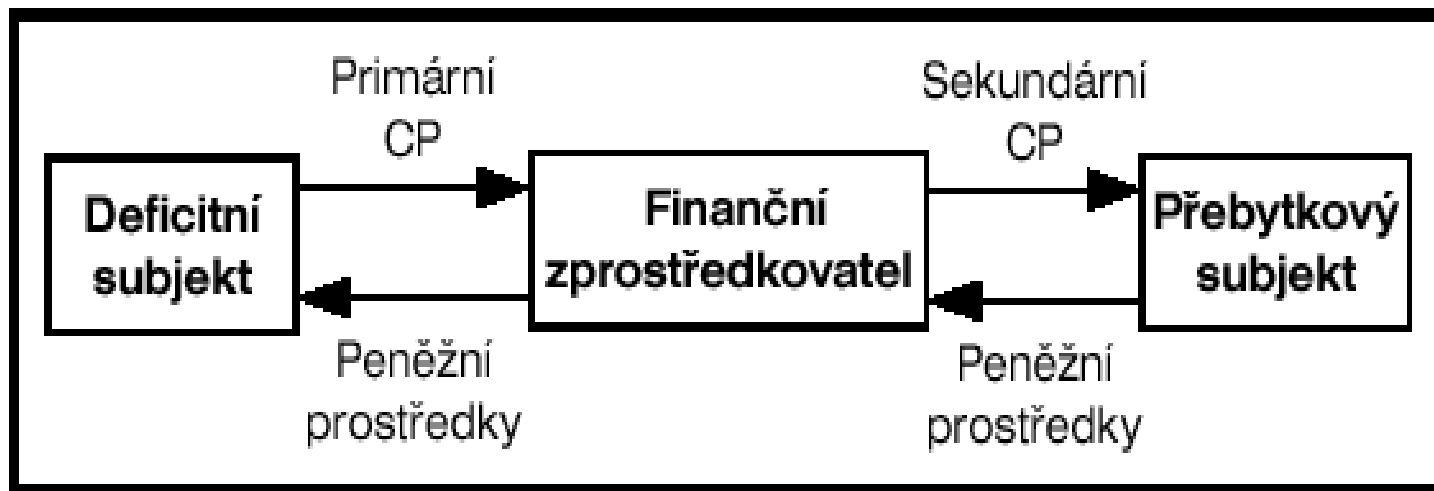 Primární
CP
Sekundární
CP
Deficitní
subjekt
Finanční
zprostředkovatel
Přebytkový
subjekt
Peněžní
prostředky
Peněžní
prostředky